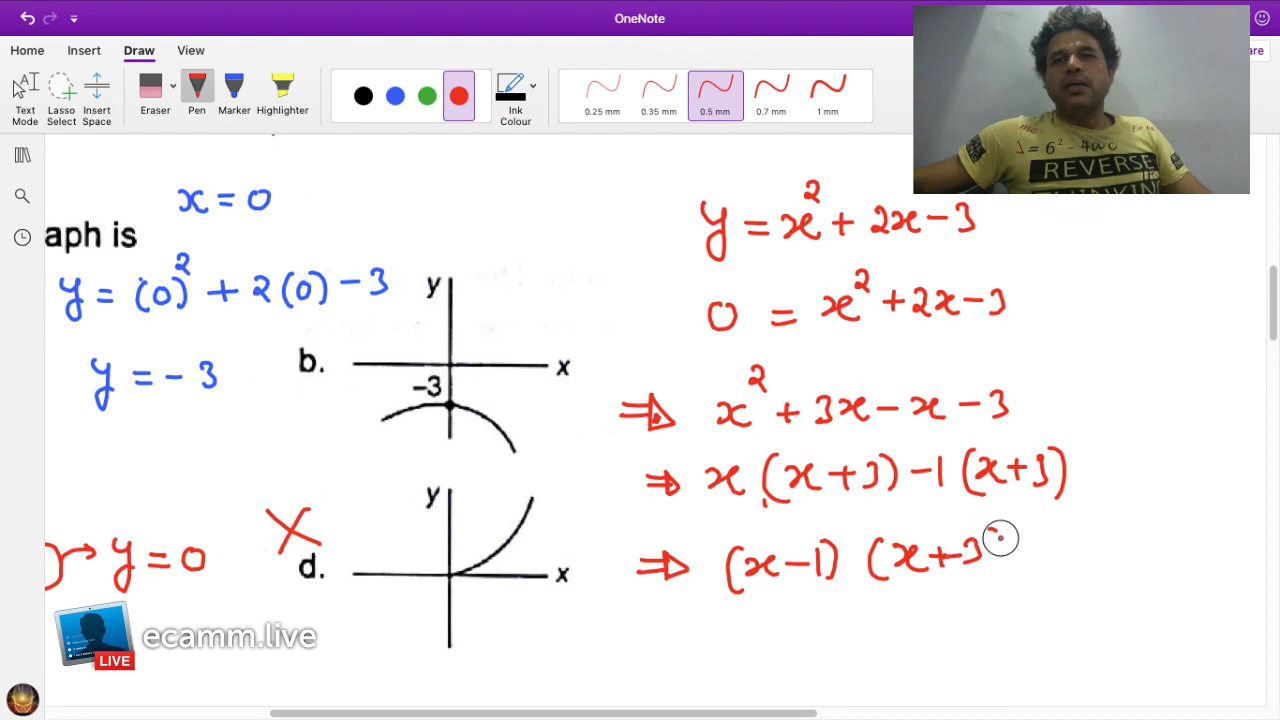 OneNote
Home Insert Draw View
Text Mode
Lasso Select
Insert Space
Eraser
Pen
Marker
Highlighter
Ink Colour
0.25 mm
0.35 mm
0.5 mm
0.7 mm
1 mm
= 6² - 4
REVERSE
x = 0
aph is
y = (0)² + 2(0) - 3
y = -3
b.
y
x
-3
y = 0
d.
y
x
y = x² + 2x - 3
0 = x² + 2x - 3
⇒ x² + 3x - x - 3
⇒ x (x + 3) - 1 (x + 3)
⇒ (x - 1) (x + 3
ecamm.live
LIVE